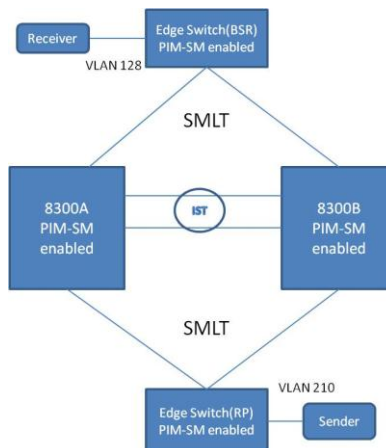 Receiver
Edge Switch(BSR)
PIM-SM enabled
VLAN 128
SMLT
8300A
PIM-SM
enabled
IST
8300B
PIM-SM
enabled
SMLT
VLAN 210
Edge Switch(RP)
PIM-SM enabled
Sender